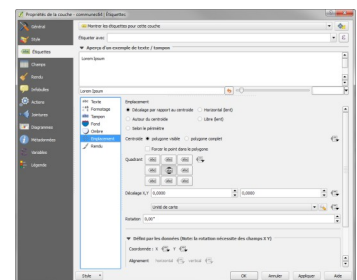 Propriétés de la couche - communesfd - Étiquettes
Général
Style
Étiquettes
Champs
Rendu
Infobulles
Actions
Jointures
Diagrammes
Métadonnées
Variables
Légende
Montrer les étiquettes pour cette couche
Étiqueter avec
Aperçu d'un exemple de texte / tampon
Lorem Ipsum
Lorem Ipsum
Texte
Formatage
Tampon
Fond
Ombre
Emplacement
Rendu
Emplacement
Décalage par rapport au centroïde Horizontal (lent)
Autour du centroïde Libre (lent)
Selon le périmètre
Centroïde polygone visible polygone complet
Forcer le point dans le polygone
Quadrant
Décalage X,Y 0,0000 0,0000
Unité de carte
Rotation 0,00°
Défini par les données (Note: la rotation nécessite des champs X Y)
Coordonnée : X Y
Alignement horizontal vertical
Style OK Annuler Appliquer Aide